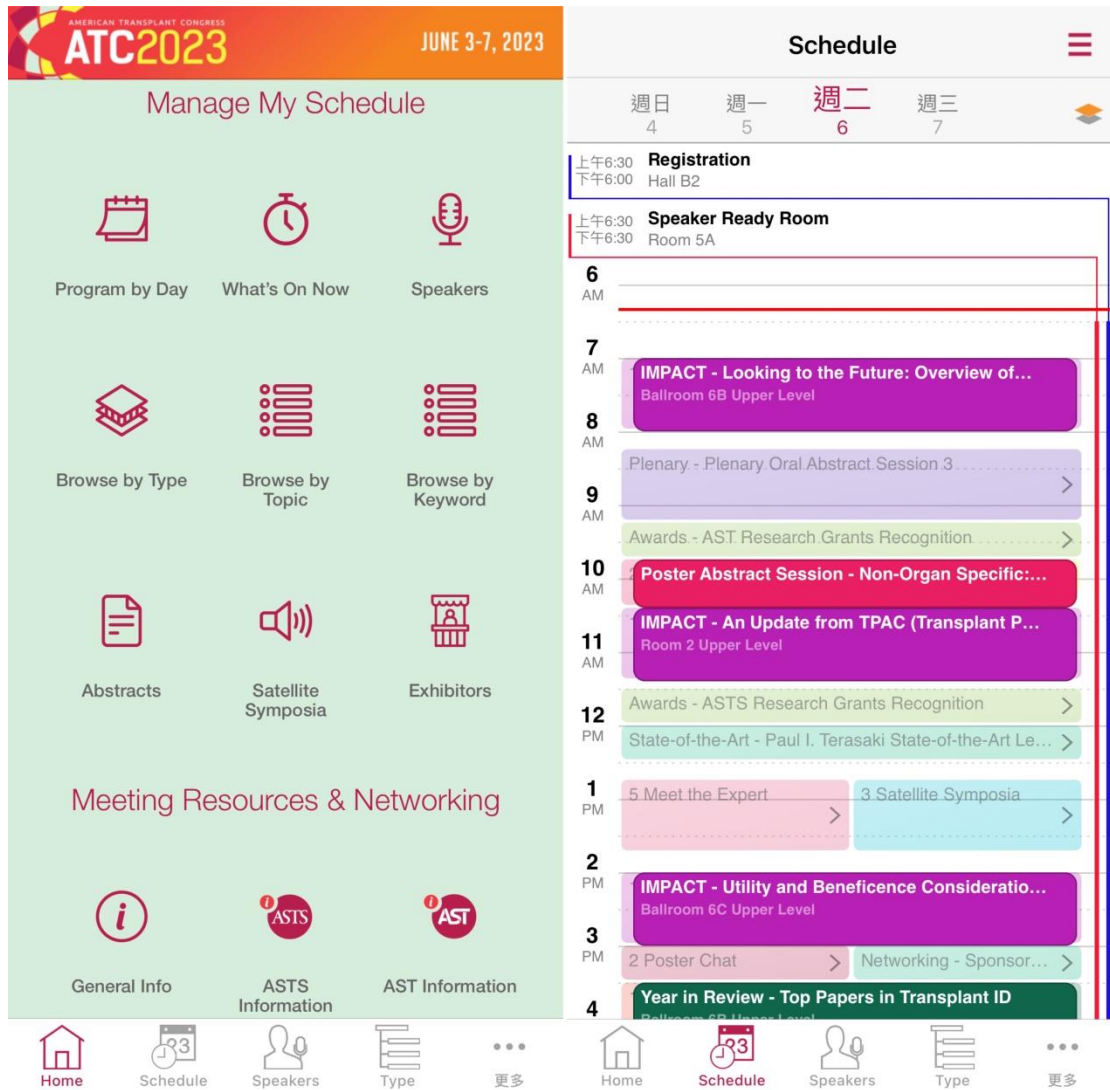 AMERICAN TRANSPLANT CONGRESS
ATC2023
JUNE 3-7, 2023
Manage My Schedule
Program by Day
What's On Now
Speakers
Browse by Type
Browse by
Topic
Browse by
Keyword
Abstracts
Satellite
Symposia
Exhibitors
Meeting Resources & Networking
i
i
ASTS
i
AST
General Info
ASTS
Information
AST Information
Home
23
Schedule
Speakers
Type
更多
Schedule
週日
4
週一
5
週二
6
週三
7
上午6:30
下午6:00
Registration
Hall B2
上午6:30
下午6:30
Speaker Ready Room
Room 5A
6
AM
7
AM
IMPACT - Looking to the Future: Overview of...
Ballroom 6B Upper Level
8
AM
Plenary - Plenary Oral Abstract Session 3
9
AM
Awards - AST Research Grants Recognition
10
AM
Poster Abstract Session - Non-Organ Specific:...
IMPACT - An Update from TPAC (Transplant P...
Room 2 Upper Level
11
AM
Awards - ASTS Research Grants Recognition
12
PM
State-of-the-Art - Paul I. Terasaki State-of-the-Art Le...
1
PM
5 Meet the Expert
3 Satellite Symposia
2
PM
IMPACT - Utility and Beneficence Consideratio...
Ballroom 6C Upper Level
3
PM
2 Poster Chat
Networking - Sponsor...
4
Year in Review - Top Papers in Transplant ID
Ballroom 6B Upper Level
Home
23
Schedule
Speakers
Type
更多